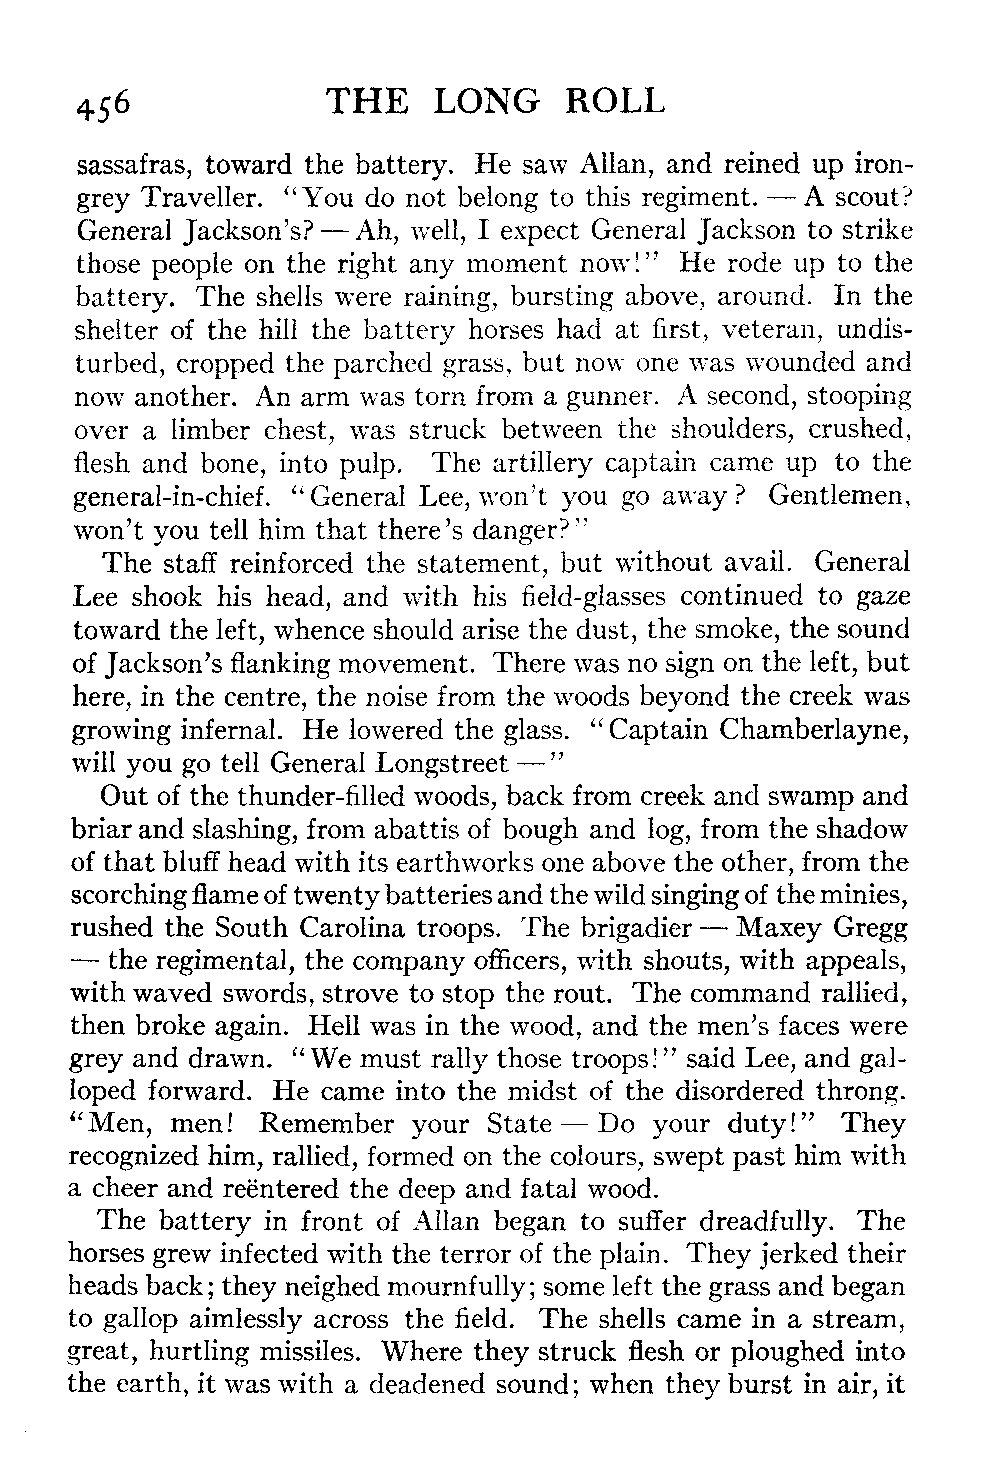 456 THE LONG ROLL
sassafras, toward the battery. He saw Allan, and reined up iron-
grey Traveller. "You do not belong to this regiment. — A scout?
General Jackson's? — Ah, well, I expect General Jackson to strike
those people on the right any moment now!" He rode up to the
battery. The shells were raining, bursting above, around. In the
shelter of the hill the battery horses had at first, veteran, undis-
turbed, cropped the parched grass, but now one was wounded and
now another. An arm was torn from a gunner. A second, stooping
over a limber chest, was struck between the shoulders, crushed,
flesh and bone, into pulp. The artillery captain came up to the
general-in-chief. "General Lee, won't you go away? Gentlemen,
won't you tell him that there's danger?"
The staff reinforced the statement, but without avail. General
Lee shook his head, and with his field-glasses continued to gaze
toward the left, whence should arise the dust, the smoke, the sound
of Jackson's flanking movement. There was no sign on the left, but
here, in the centre, the noise from the woods beyond the creek was
growing infernal. He lowered the glass. "Captain Chamberlayne,
will you go tell General Longstreet — "
Out of the thunder-filled woods, back from creek and swamp and
briar and slashing, from abattis of bough and log, from the shadow
of that bluff head with its earthworks one above the other, from the
scorching flame of twenty batteries and the wild singing of the minies,
rushed the South Carolina troops. The brigadier — Maxey Gregg
— the regimental, the company officers, with shouts, with appeals,
with waved swords, strove to stop the rout. The command rallied,
then broke again. Hell was in the wood, and the men's faces were
grey and drawn. "We must rally those troops!" said Lee, and gal-
loped forward. He came into the midst of the disordered throng.
"Men, men! Remember your State — Do your duty!" They
recognized him, rallied, formed on the colours, swept past him with
a cheer and reëntered the deep and fatal wood.
The battery in front of Allan began to suffer dreadfully. The
horses grew infected with the terror of the plain. They jerked their
heads back; they neighed mournfully; some left the grass and began
to gallop aimlessly across the field. The shells came in a stream,
great, hurtling missiles. Where they struck flesh or ploughed into
the earth, it was with a deadened sound; when they burst in air, it